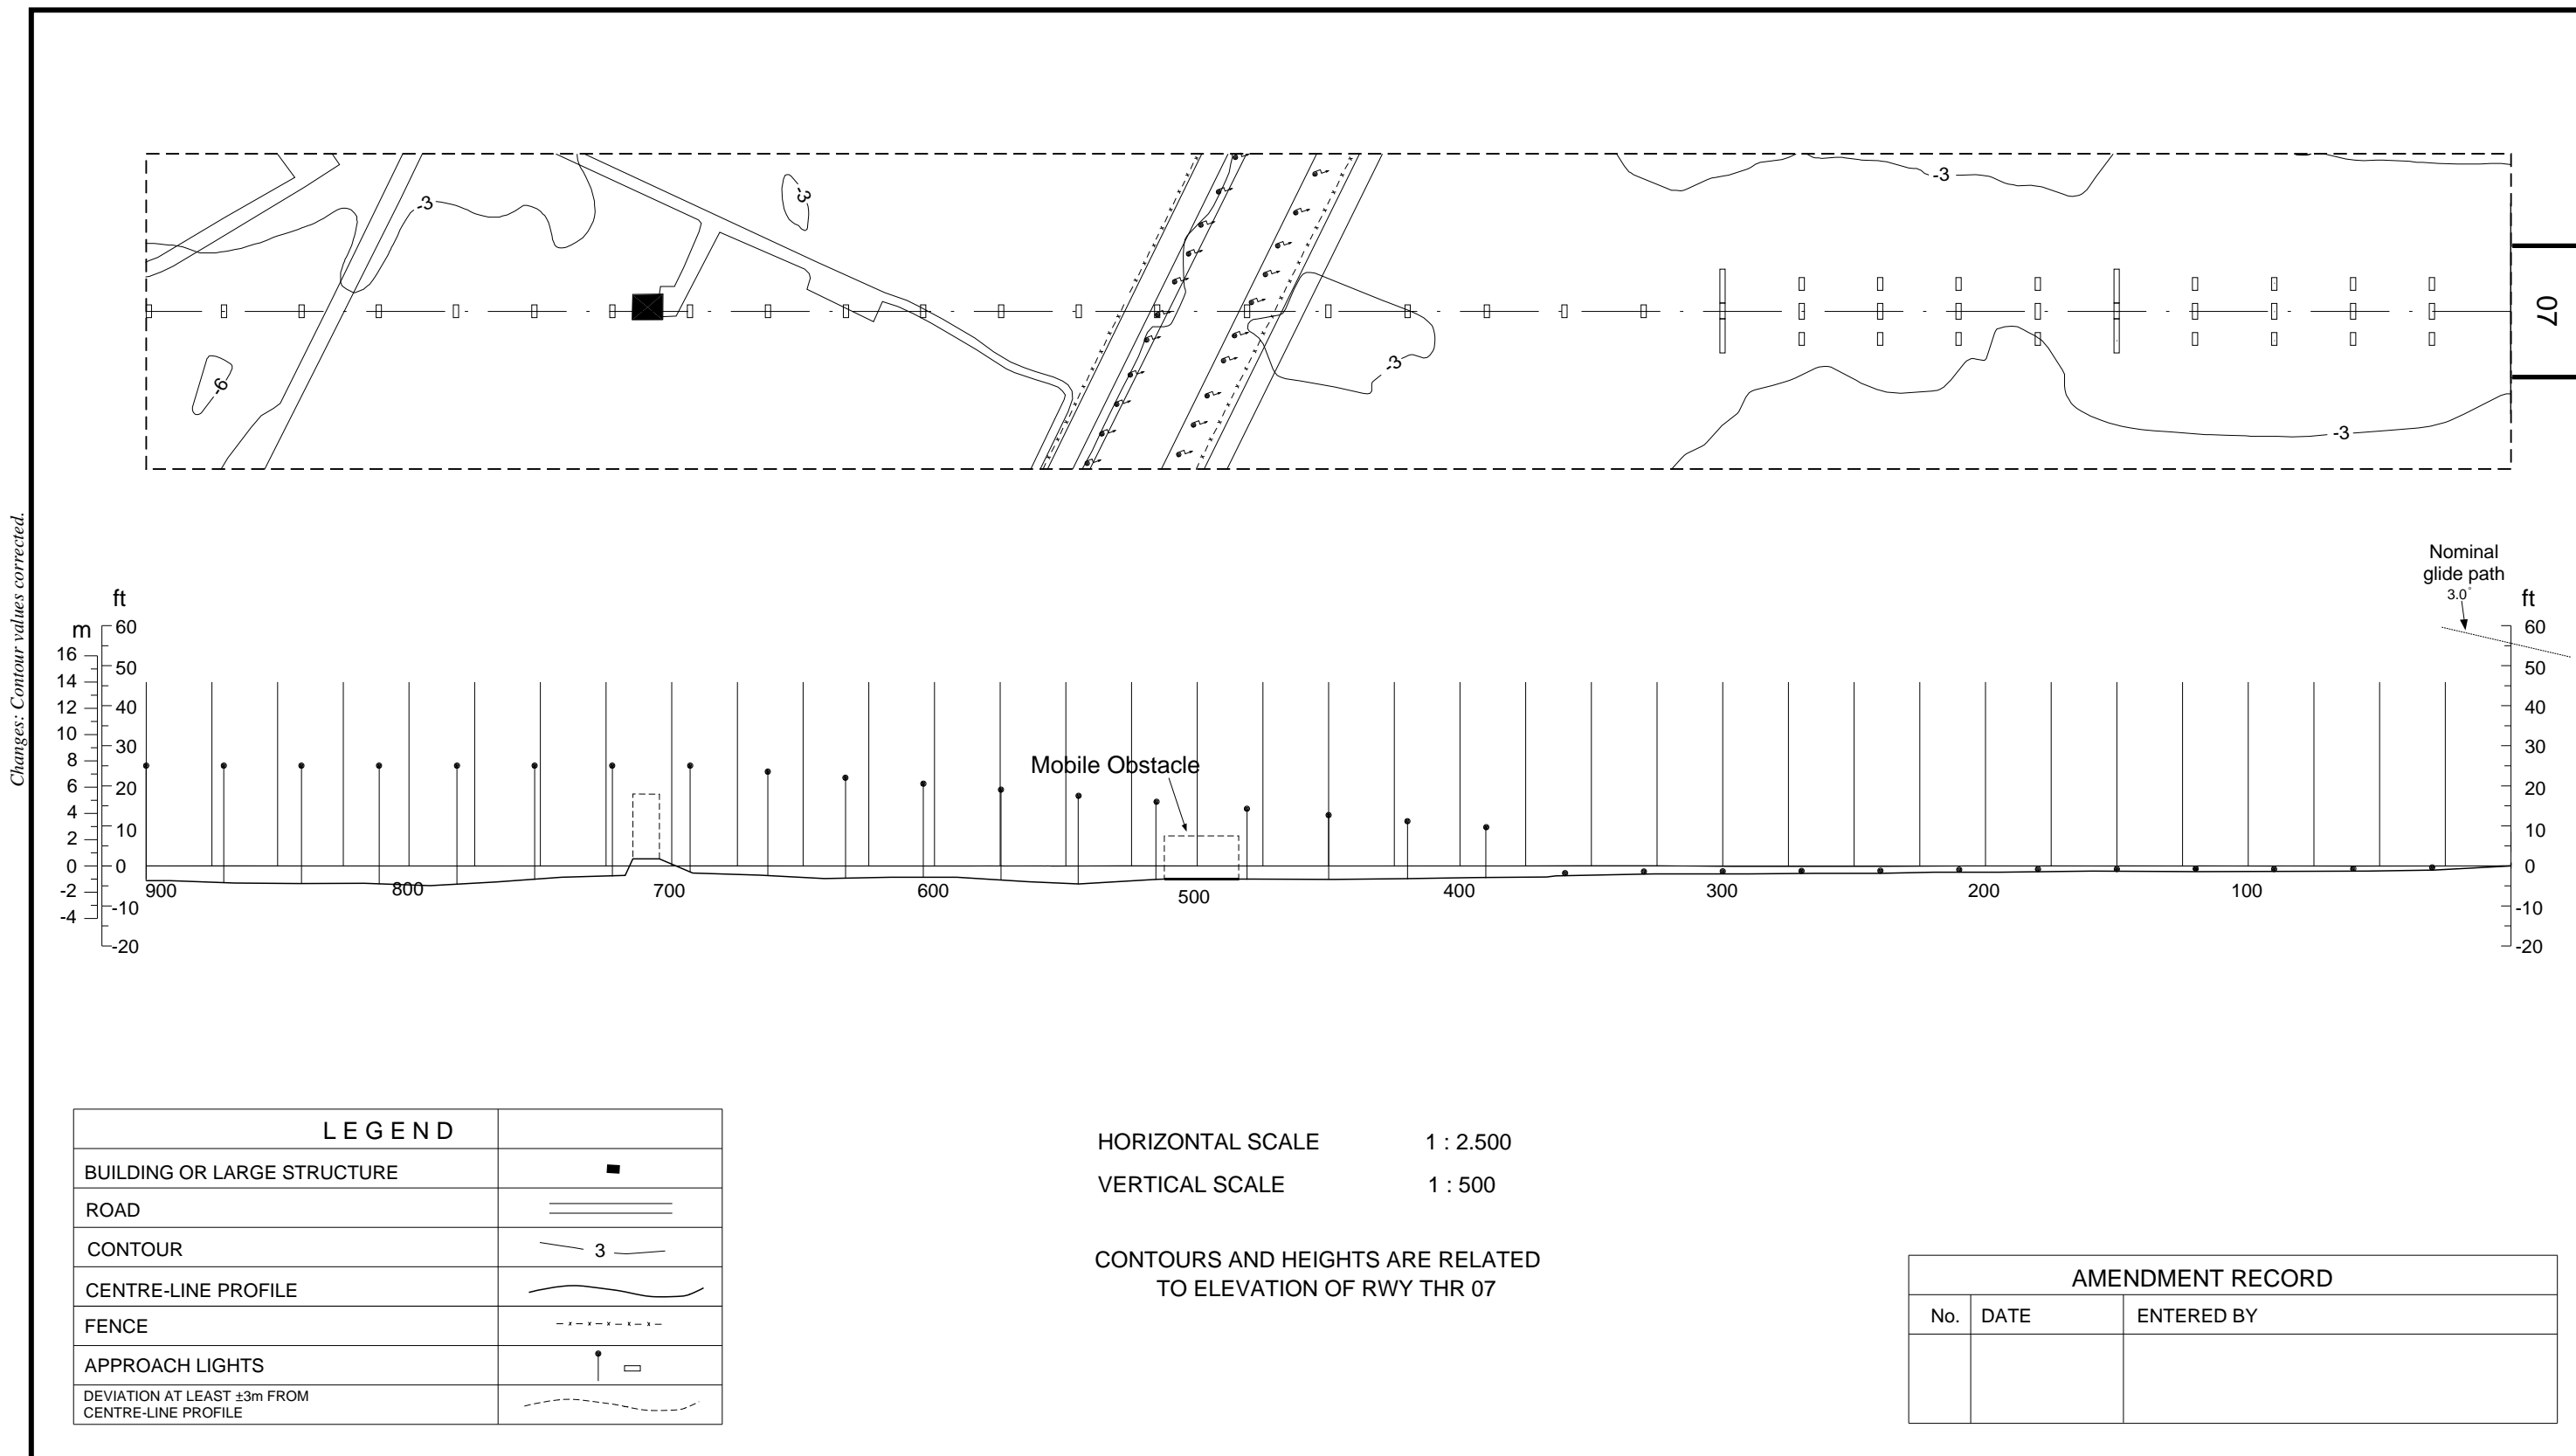 Changes: Contour values corrected.
-3
-3
-3
-6
-3
-3
07
Nominal
glide path
3.0°
ft
ft
m
60
60
16
50
50
14
12
40
40
10
30
30
8
6
20
20
4
10
10
2
0
0
0
-2
-4
-10
-10
-20
-20
Mobile Obstacle
900
800
700
600
500
400
300
200
100
LEGEND
BUILDING OR LARGE STRUCTURE
ROAD
CONTOUR
3
CENTRE-LINE PROFILE
FENCE
APPROACH LIGHTS
DEVIATION AT LEAST ±3m FROM
CENTRE-LINE PROFILE
HORIZONTAL SCALE 1 : 2.500
VERTICAL SCALE 1 : 500
CONTOURS AND HEIGHTS ARE RELATED
TO ELEVATION OF RWY THR 07
AMENDMENT RECORD
No. DATE ENTERED BY